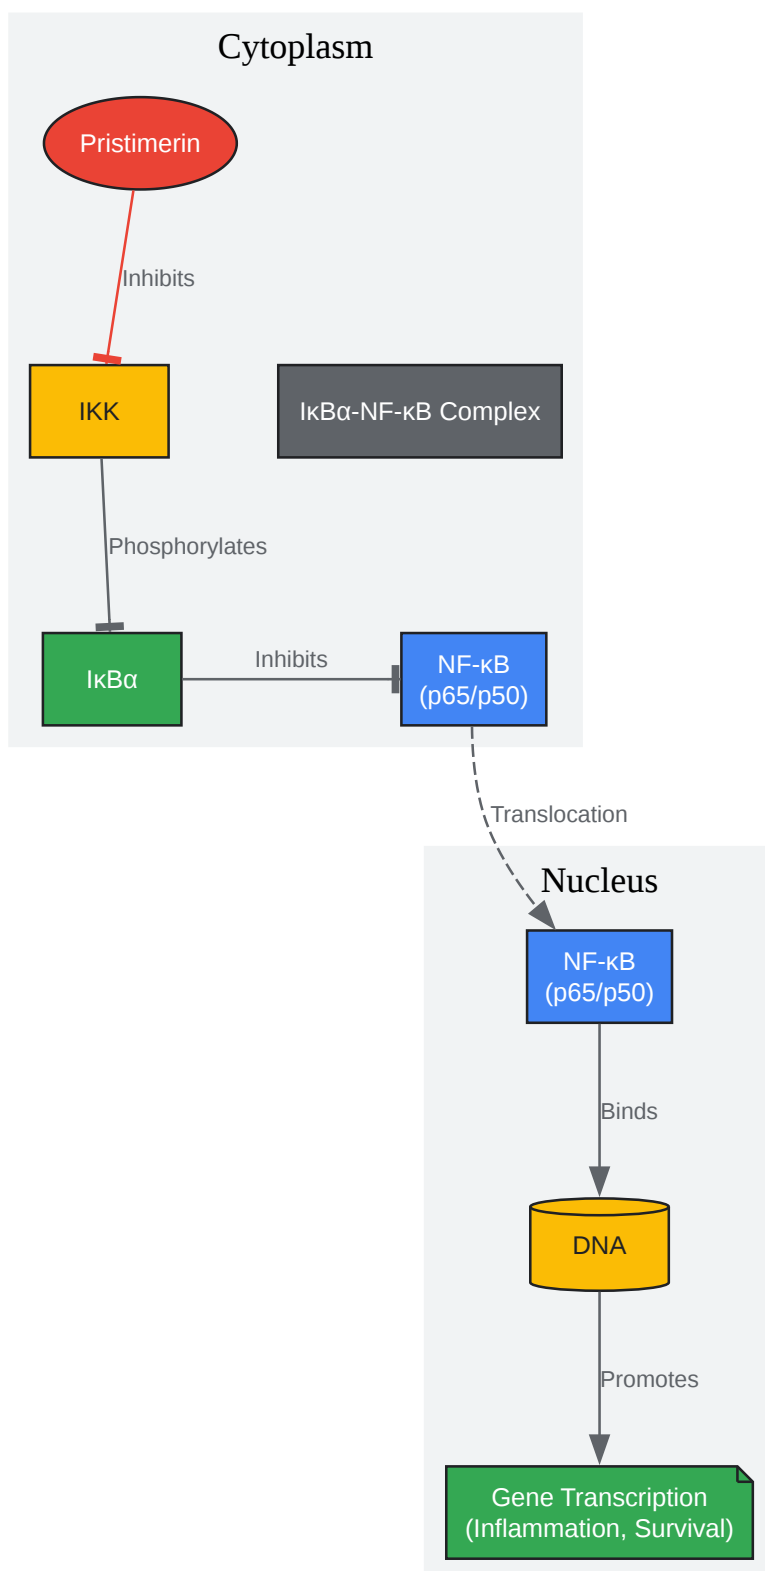 Cytoplasm
Pristimerin
Inhibits
IKK
IκBα-NF-κB Complex
Phosphorylates
IκBα
Inhibits
NF-κB
(p65/p50)
Translocation
Nucleus
NF-κB
(p65/p50)
Binds
DNA
Promotes
Gene Transcription
(Inflammation, Survival)